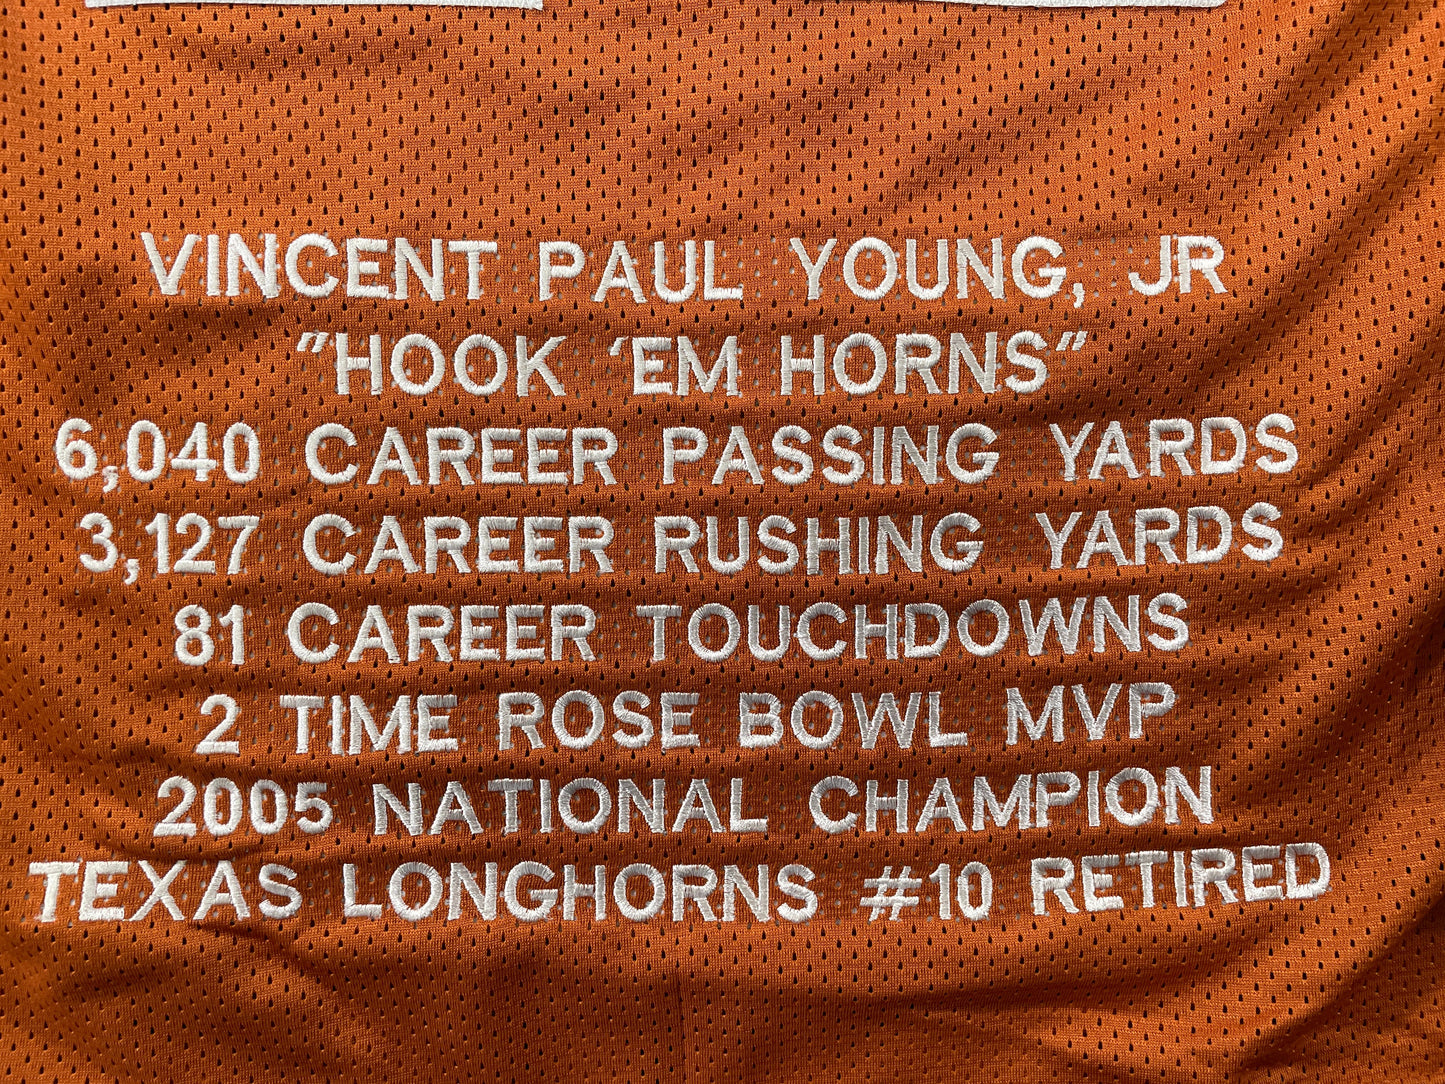 VINCENT PAUL YOUNG, JR
"HOOK 'EM HORNS"
6,040 CAREER PASSING YARDS
3,127 CAREER RUSHING YARDS
81 CAREER TOUCHDOWNS
2 TIME ROSE BOWL MVP
2005 NATIONAL CHAMPION
TEXAS LONGHORNS #10 RETIRED